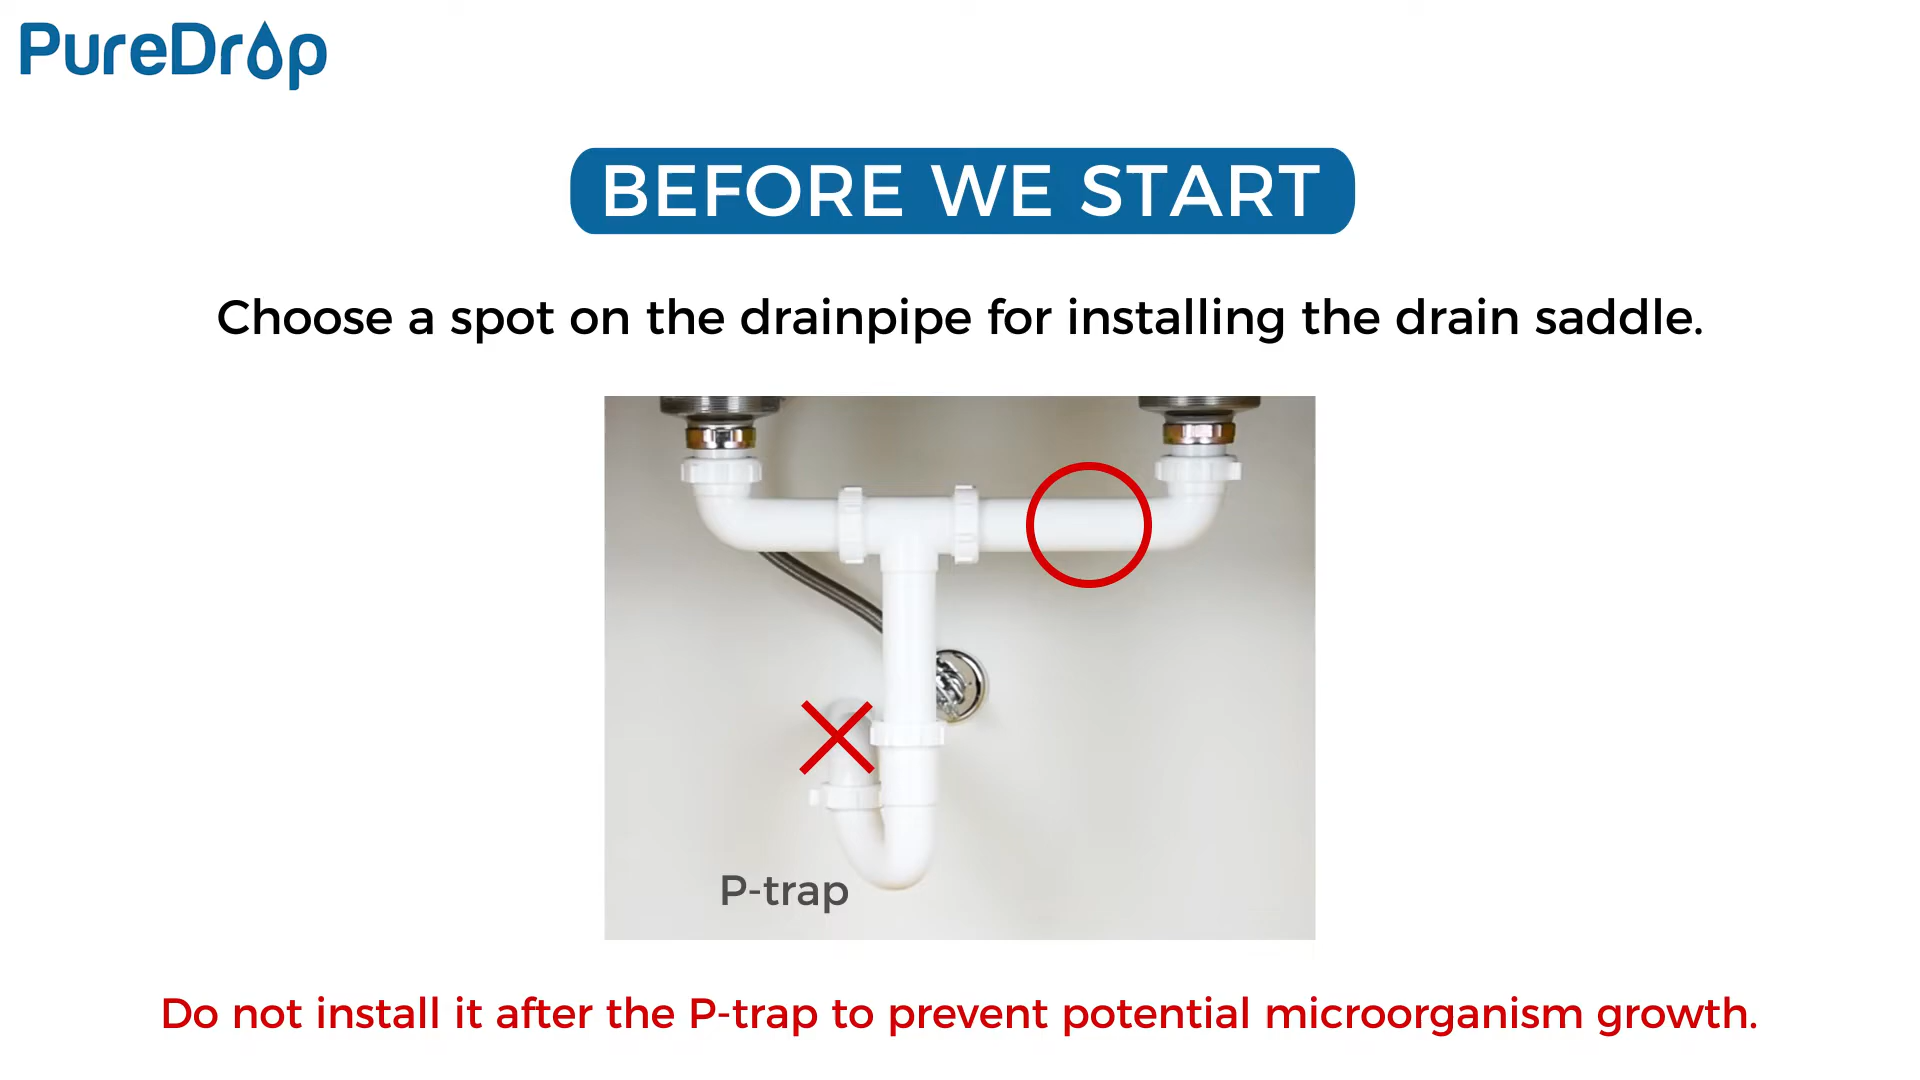 PureDrop
BEFORE WE START
Choose a spot on the drainpipe for installing the drain saddle.
P-trap
Do not install it after the P-trap to prevent potential microorganism growth.